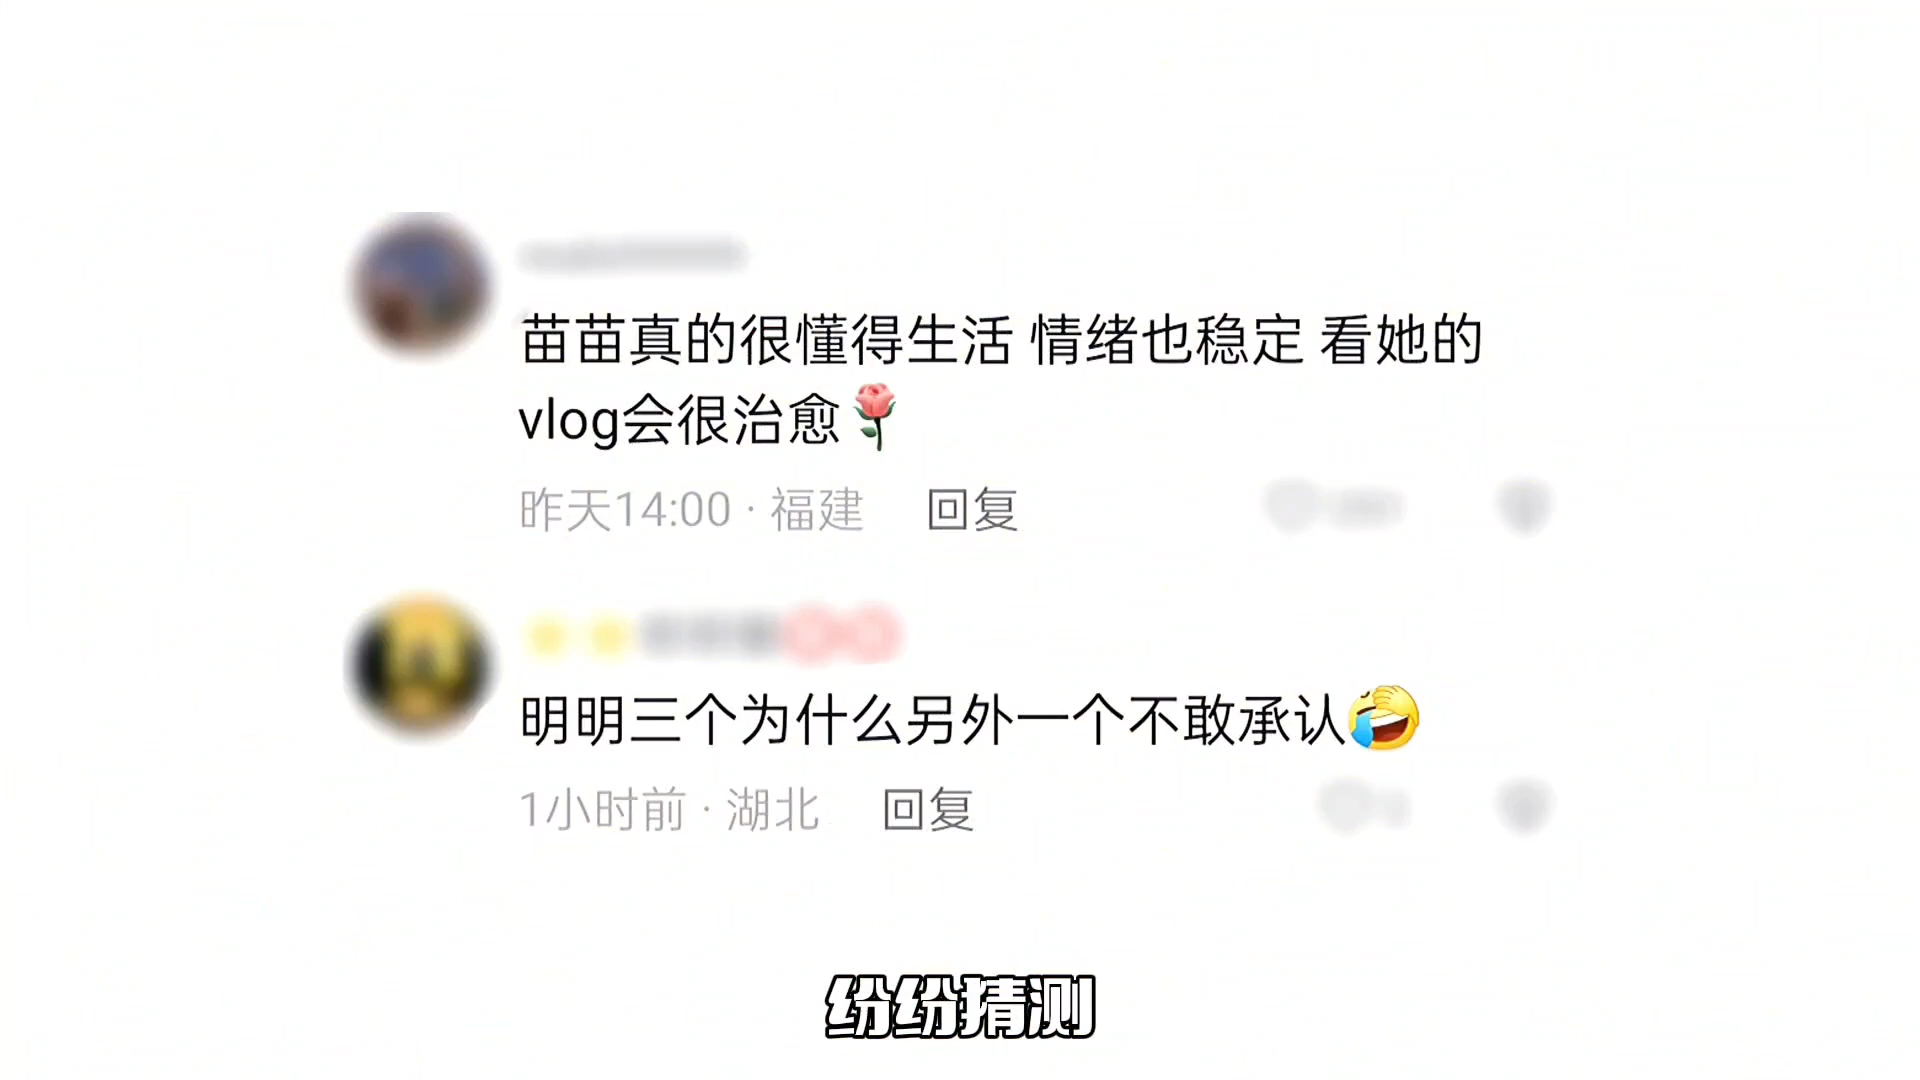 苗苗真的很懂得生活 情绪也稳定 看她的
vlog会很治愈🌹
昨天14:00 · 福建 回复
明明三个为什么另外一个不敢承认🤣
1小时前 · 湖北 回复
纷纷猜测